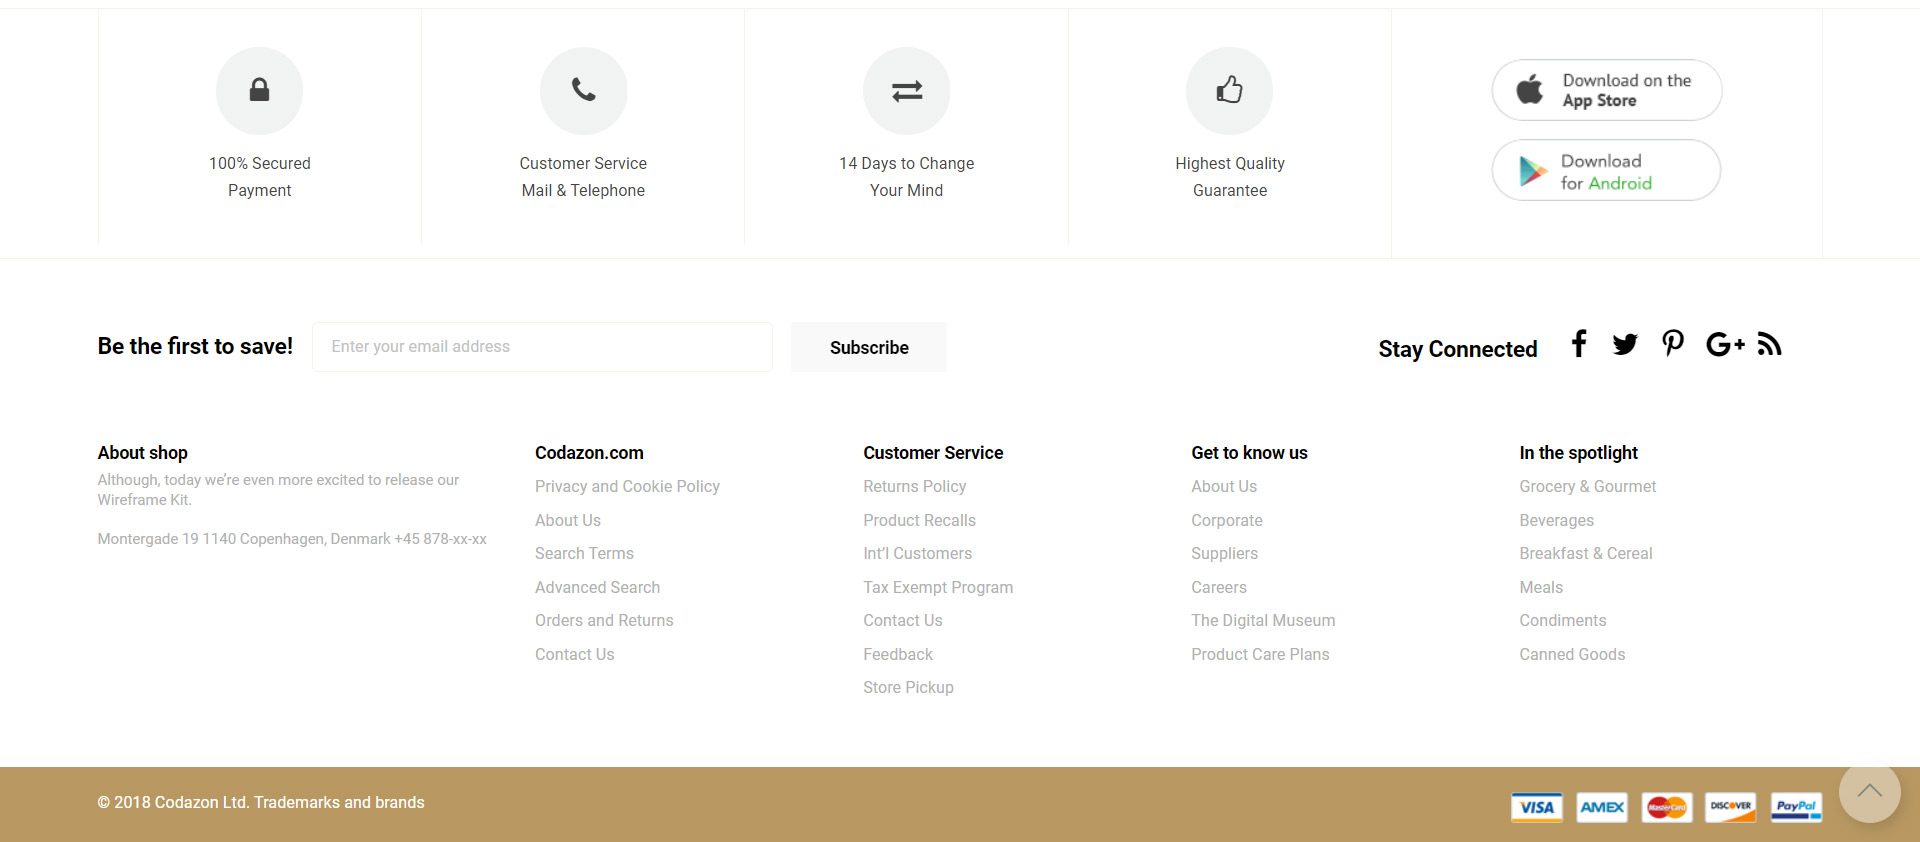 100% Secured
Payment
Customer Service
Mail & Telephone
14 Days to Change
Your Mind
Highest Quality
Guarantee
Download on the
App Store
Download
for Android
Be the first to save!
Enter your email address
Subscribe
Stay Connected
About shop
Although, today we’re even more excited to release our
Wireframe Kit.
Montergade 19 1140 Copenhagen, Denmark +45 878-xx-xx
Codazon.com
Privacy and Cookie Policy
About Us
Search Terms
Advanced Search
Orders and Returns
Contact Us
Customer Service
Returns Policy
Product Recalls
Int’l Customers
Tax Exempt Program
Contact Us
Feedback
Store Pickup
Get to know us
About Us
Corporate
Suppliers
Careers
The Digital Museum
Product Care Plans
In the spotlight
Grocery & Gourmet
Beverages
Breakfast & Cereal
Meals
Condiments
Canned Goods
© 2018 Codazon Ltd. Trademarks and brands
VISA
AMEX
MasterCard
DISCOVER
PayPal